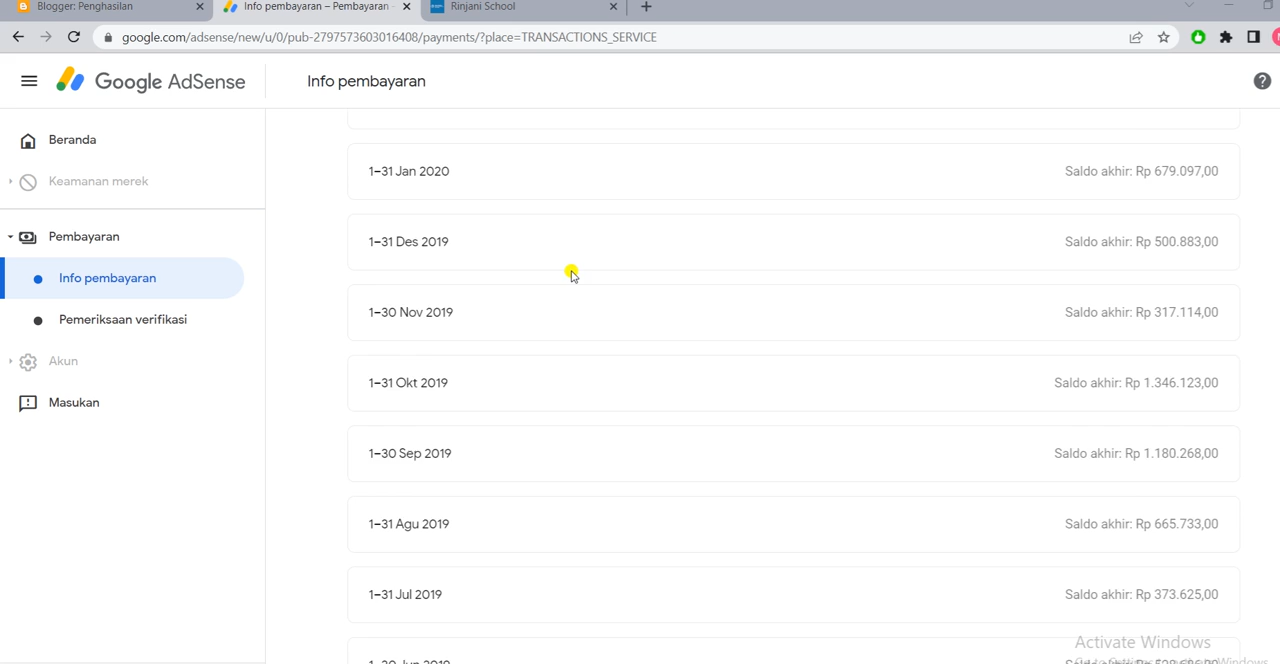 Blogger: Penghasilan
Info pembayaran – Pembayaran -
Rinjani School
google.com/adsense/new/u/0/pub-2797573603016408/payments/?place=TRANSACTIONS_SERVICE
Google AdSense
Info pembayaran
Beranda
Keamanan merek
Pembayaran
Info pembayaran
Pemeriksaan verifikasi
Akun
Masukan
1–31 Jan 2020 Saldo akhir: Rp 679.097,00
1–31 Des 2019 Saldo akhir: Rp 500.883,00
1–30 Nov 2019 Saldo akhir: Rp 317.114,00
1–31 Okt 2019 Saldo akhir: Rp 1.346.123,00
1–30 Sep 2019 Saldo akhir: Rp 1.180.268,00
1–31 Agu 2019 Saldo akhir: Rp 665.733,00
1–31 Jul 2019 Saldo akhir: Rp 373.625,00
Activate Windows
1–30 Jun 2019